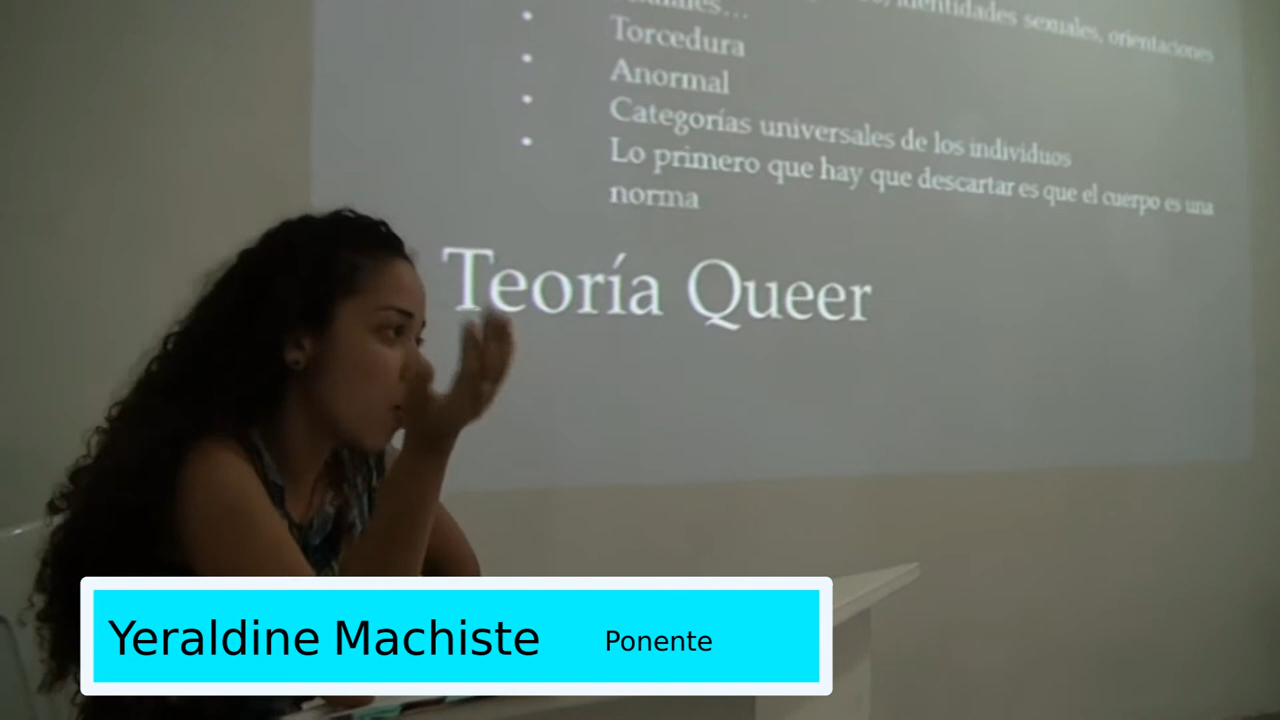 identidades sexuales, orientaciones
Torcedura
Anormal
Categorías universales de los individuos
Lo primero que hay que descartar es que el cuerpo es una
norma
Teoría Queer
Yeraldine Machiste Ponente